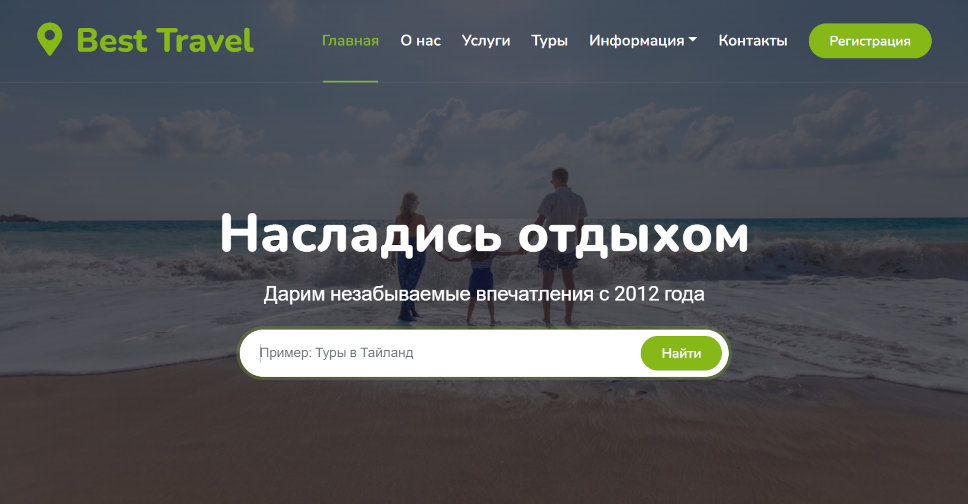 Best Travel
Главная О нас Услуги Туры Информация Контакты Регистрация
Насладись отдыхом
Дарим незабываемые впечатления с 2012 года
Пример: Туры в Тайланд Найти